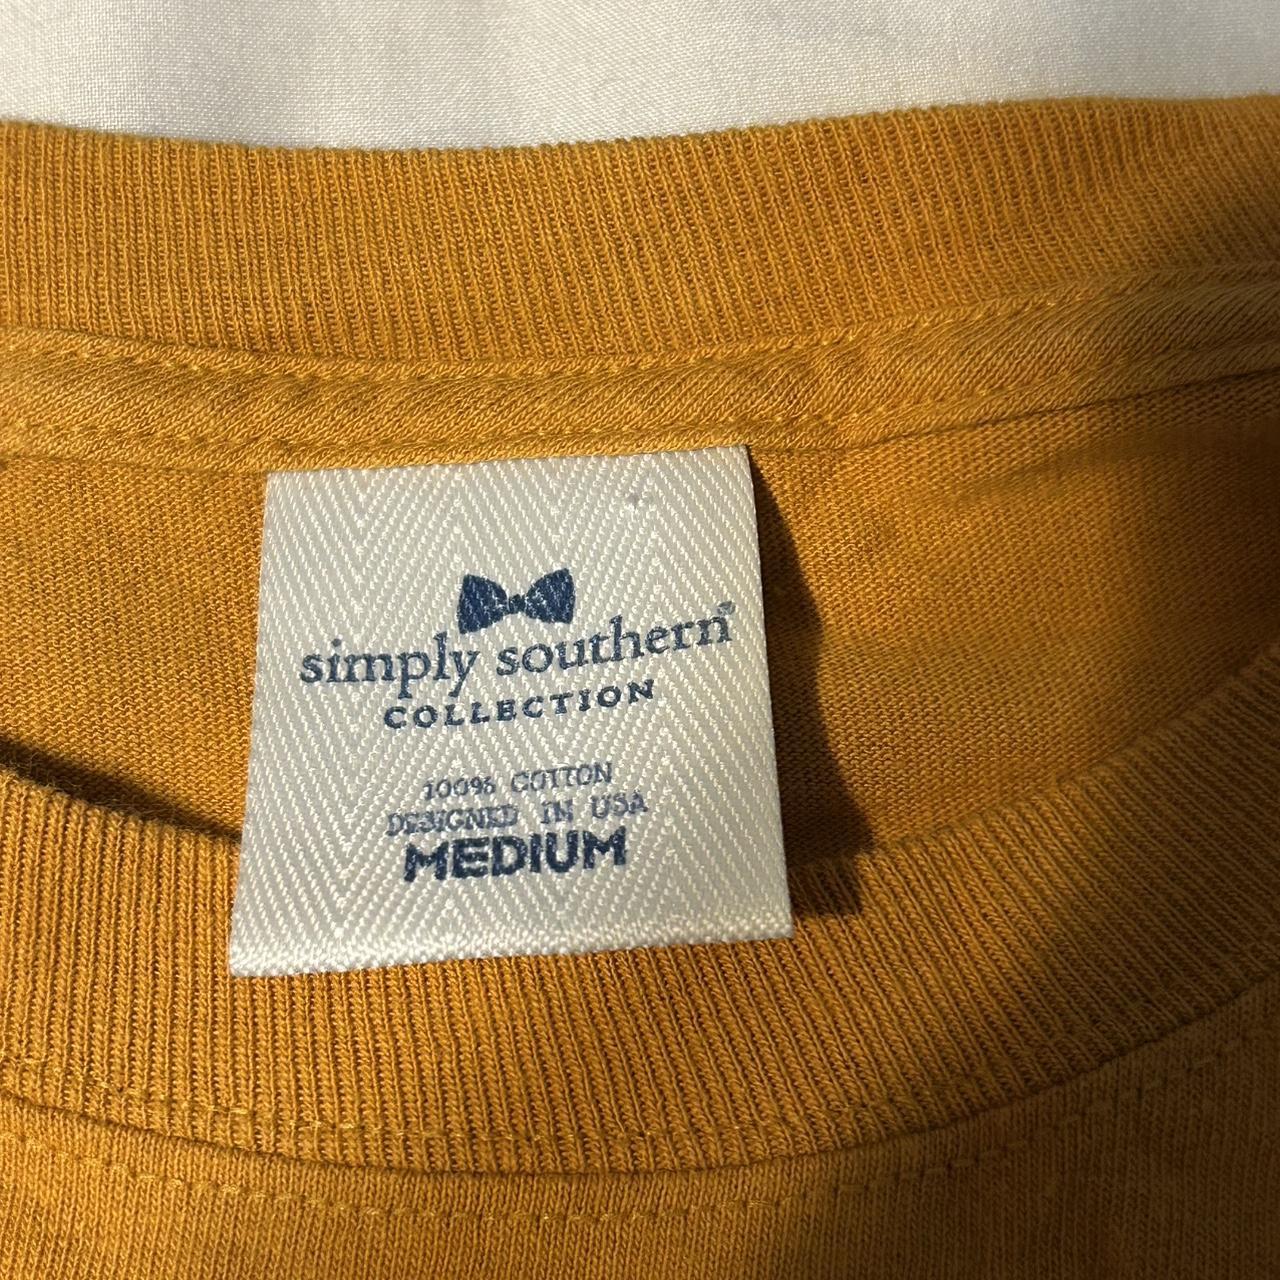 simply southern
COLLECTION
100% COTTON
DESIGNED IN USA
MEDIUM